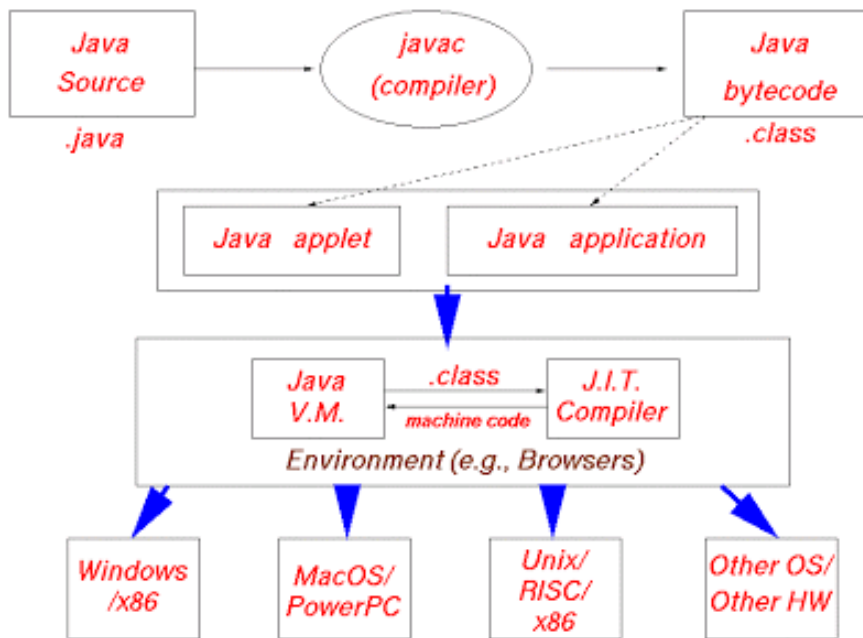 Java
Source
.java
javac
(compiler)
Java
bytecode
.class
Java applet
Java application
Java
V.M.
.class
machine code
J.I.T.
Compiler
Environment (e.g., Browsers)
Windows
/x86
MacOS/
PowerPC
Unix/
RISC/
x86
Other OS/
Other HW